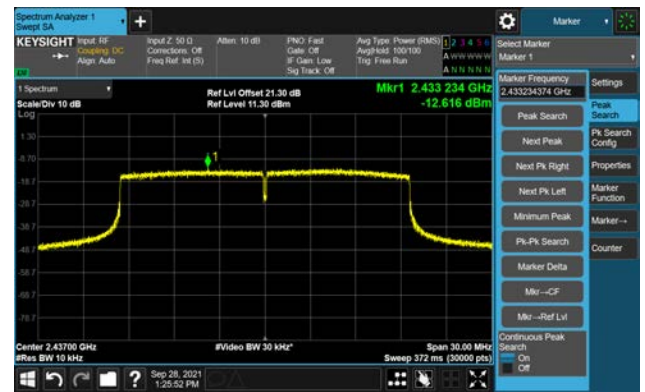 Spectrum Analyzer 1
Swept SA
Marker
KEYSIGHT
Input: RF
Coupling: DC
Align: Auto
Input Z: 50 Ω
Corrections: Off
Freq Ref: Int (S)
Atten: 10 dB
PNO: Fast
Gate: Off
IF Gain: Low
Sig Track: Off
Avg Type: Power (RMS)
Avg|Hold: 100/100
Trig: Free Run
1 2 3 4 5 6
A W W W W W
A N N N N N
Select Marker
Marker 1
1 Spectrum
Scale/Div 10 dB
Log
Ref Lvl Offset 21.30 dB
Ref Level 11.30 dBm
Mkr1 2.433 234 GHz
-12.616 dBm
1.30
-8.70
-18.7
-28.7
-38.7
-48.7
-58.7
-68.7
-78.7
1
Center 2.43700 GHz
#Res BW 10 kHz
#Video BW 30 kHz*
Span 30.00 MHz
Sweep 372 ms (30000 pts)
Marker Frequency
2.433234374 GHz
Peak Search
Next Peak
Next Pk Right
Next Pk Left
Minimum Peak
Pk-Pk Search
Marker Delta
Mkr→CF
Mkr→Ref Lvl
Continuous Peak
Search
On
Off
Settings
Peak
Search
Pk Search
Config
Properties
Marker
Function
Marker→
Counter
?
Sep 28, 2021
1:25:52 PM